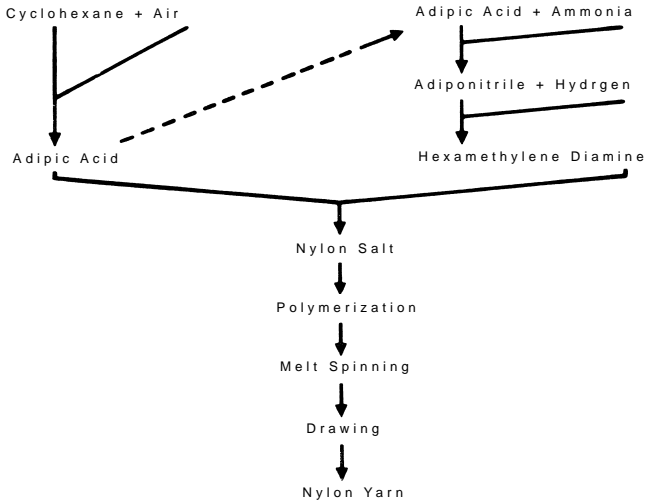 Cyclohexane + Air
Adipic Acid + Ammonia
Adiponitrile + Hydrgen
Adipic Acid
Hexamethylene Diamine
Nylon Salt
Polymerization
Melt Spinning
Drawing
Nylon Yarn